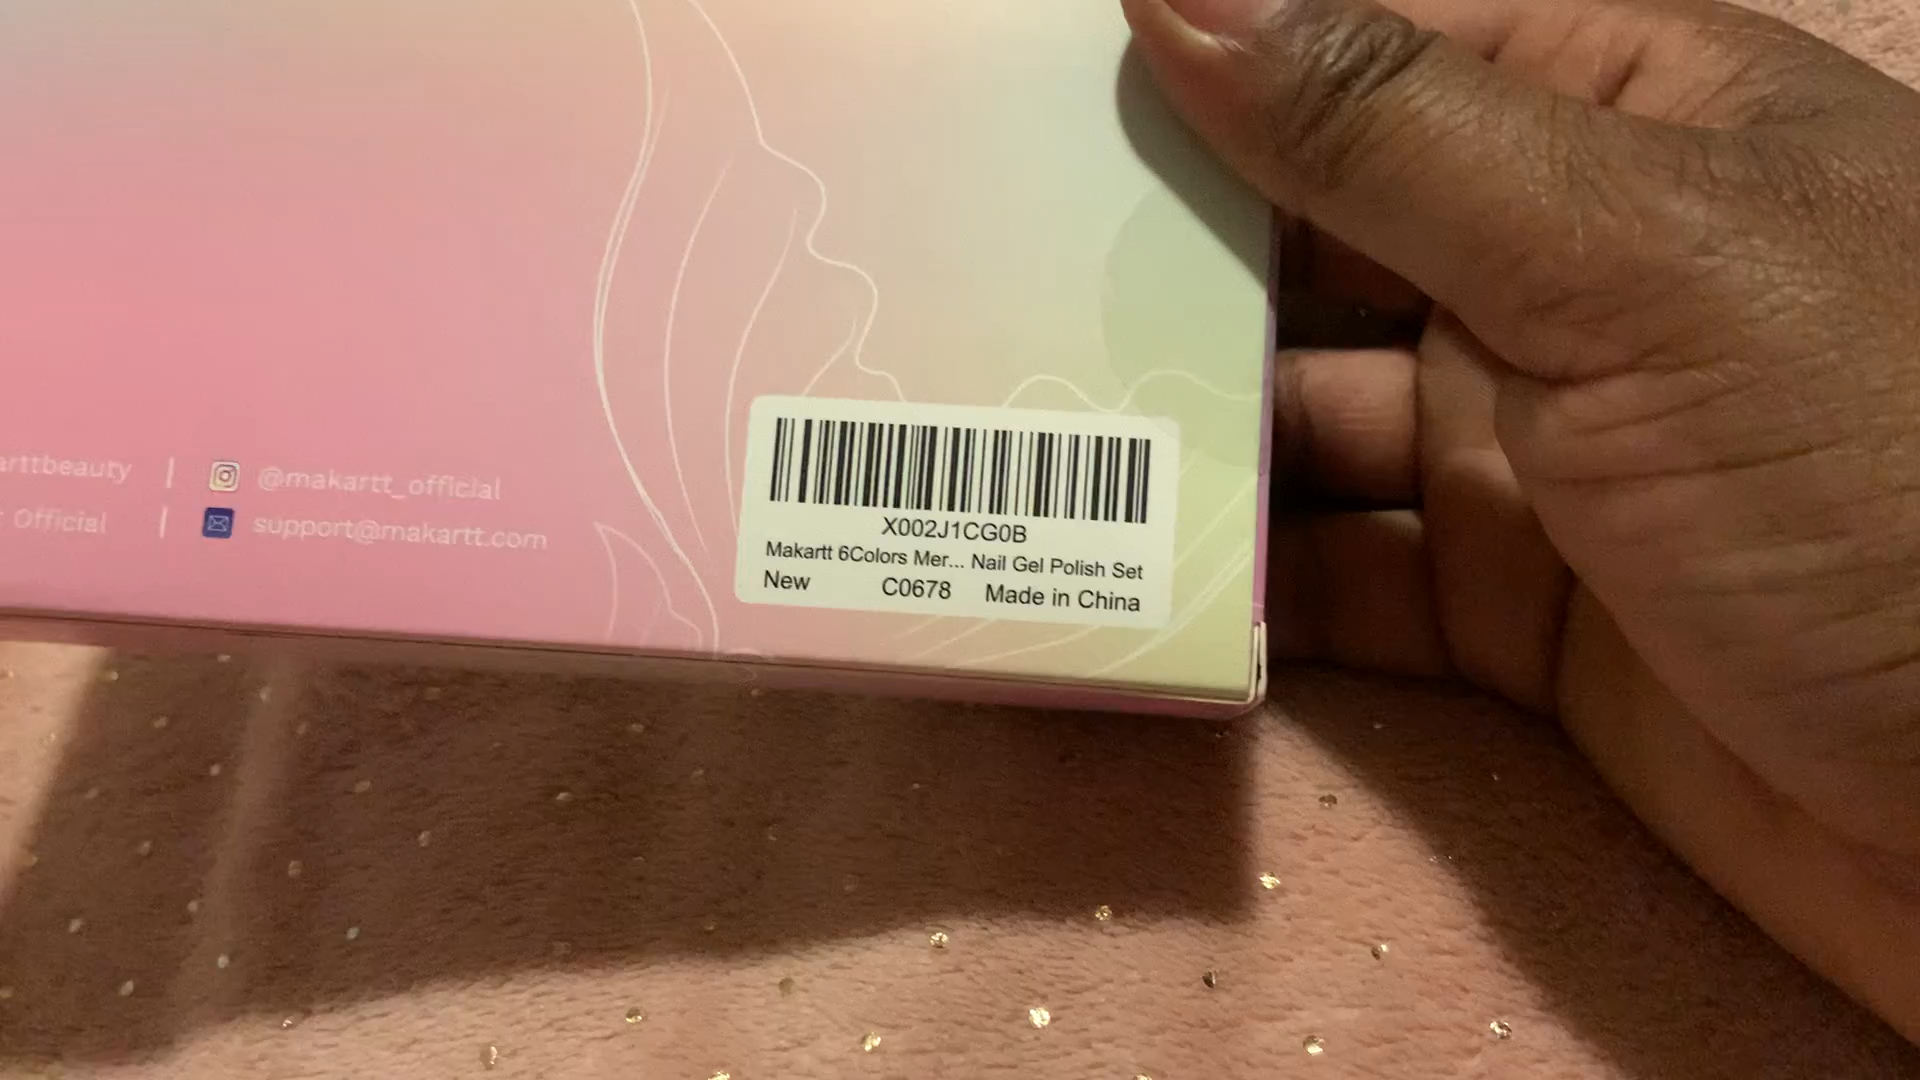 arttbeauty | @makartt_official
Official | support@makartt.com
X002J1CG0B
Makartt 6Colors Mer... Nail Gel Polish Set
New C0678 Made in China